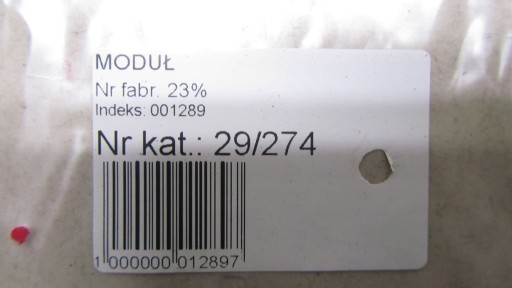 MODUŁ
Nr fabr. 23%
Indeks: 001289
Nr kat.: 29/274
1 000000 012897